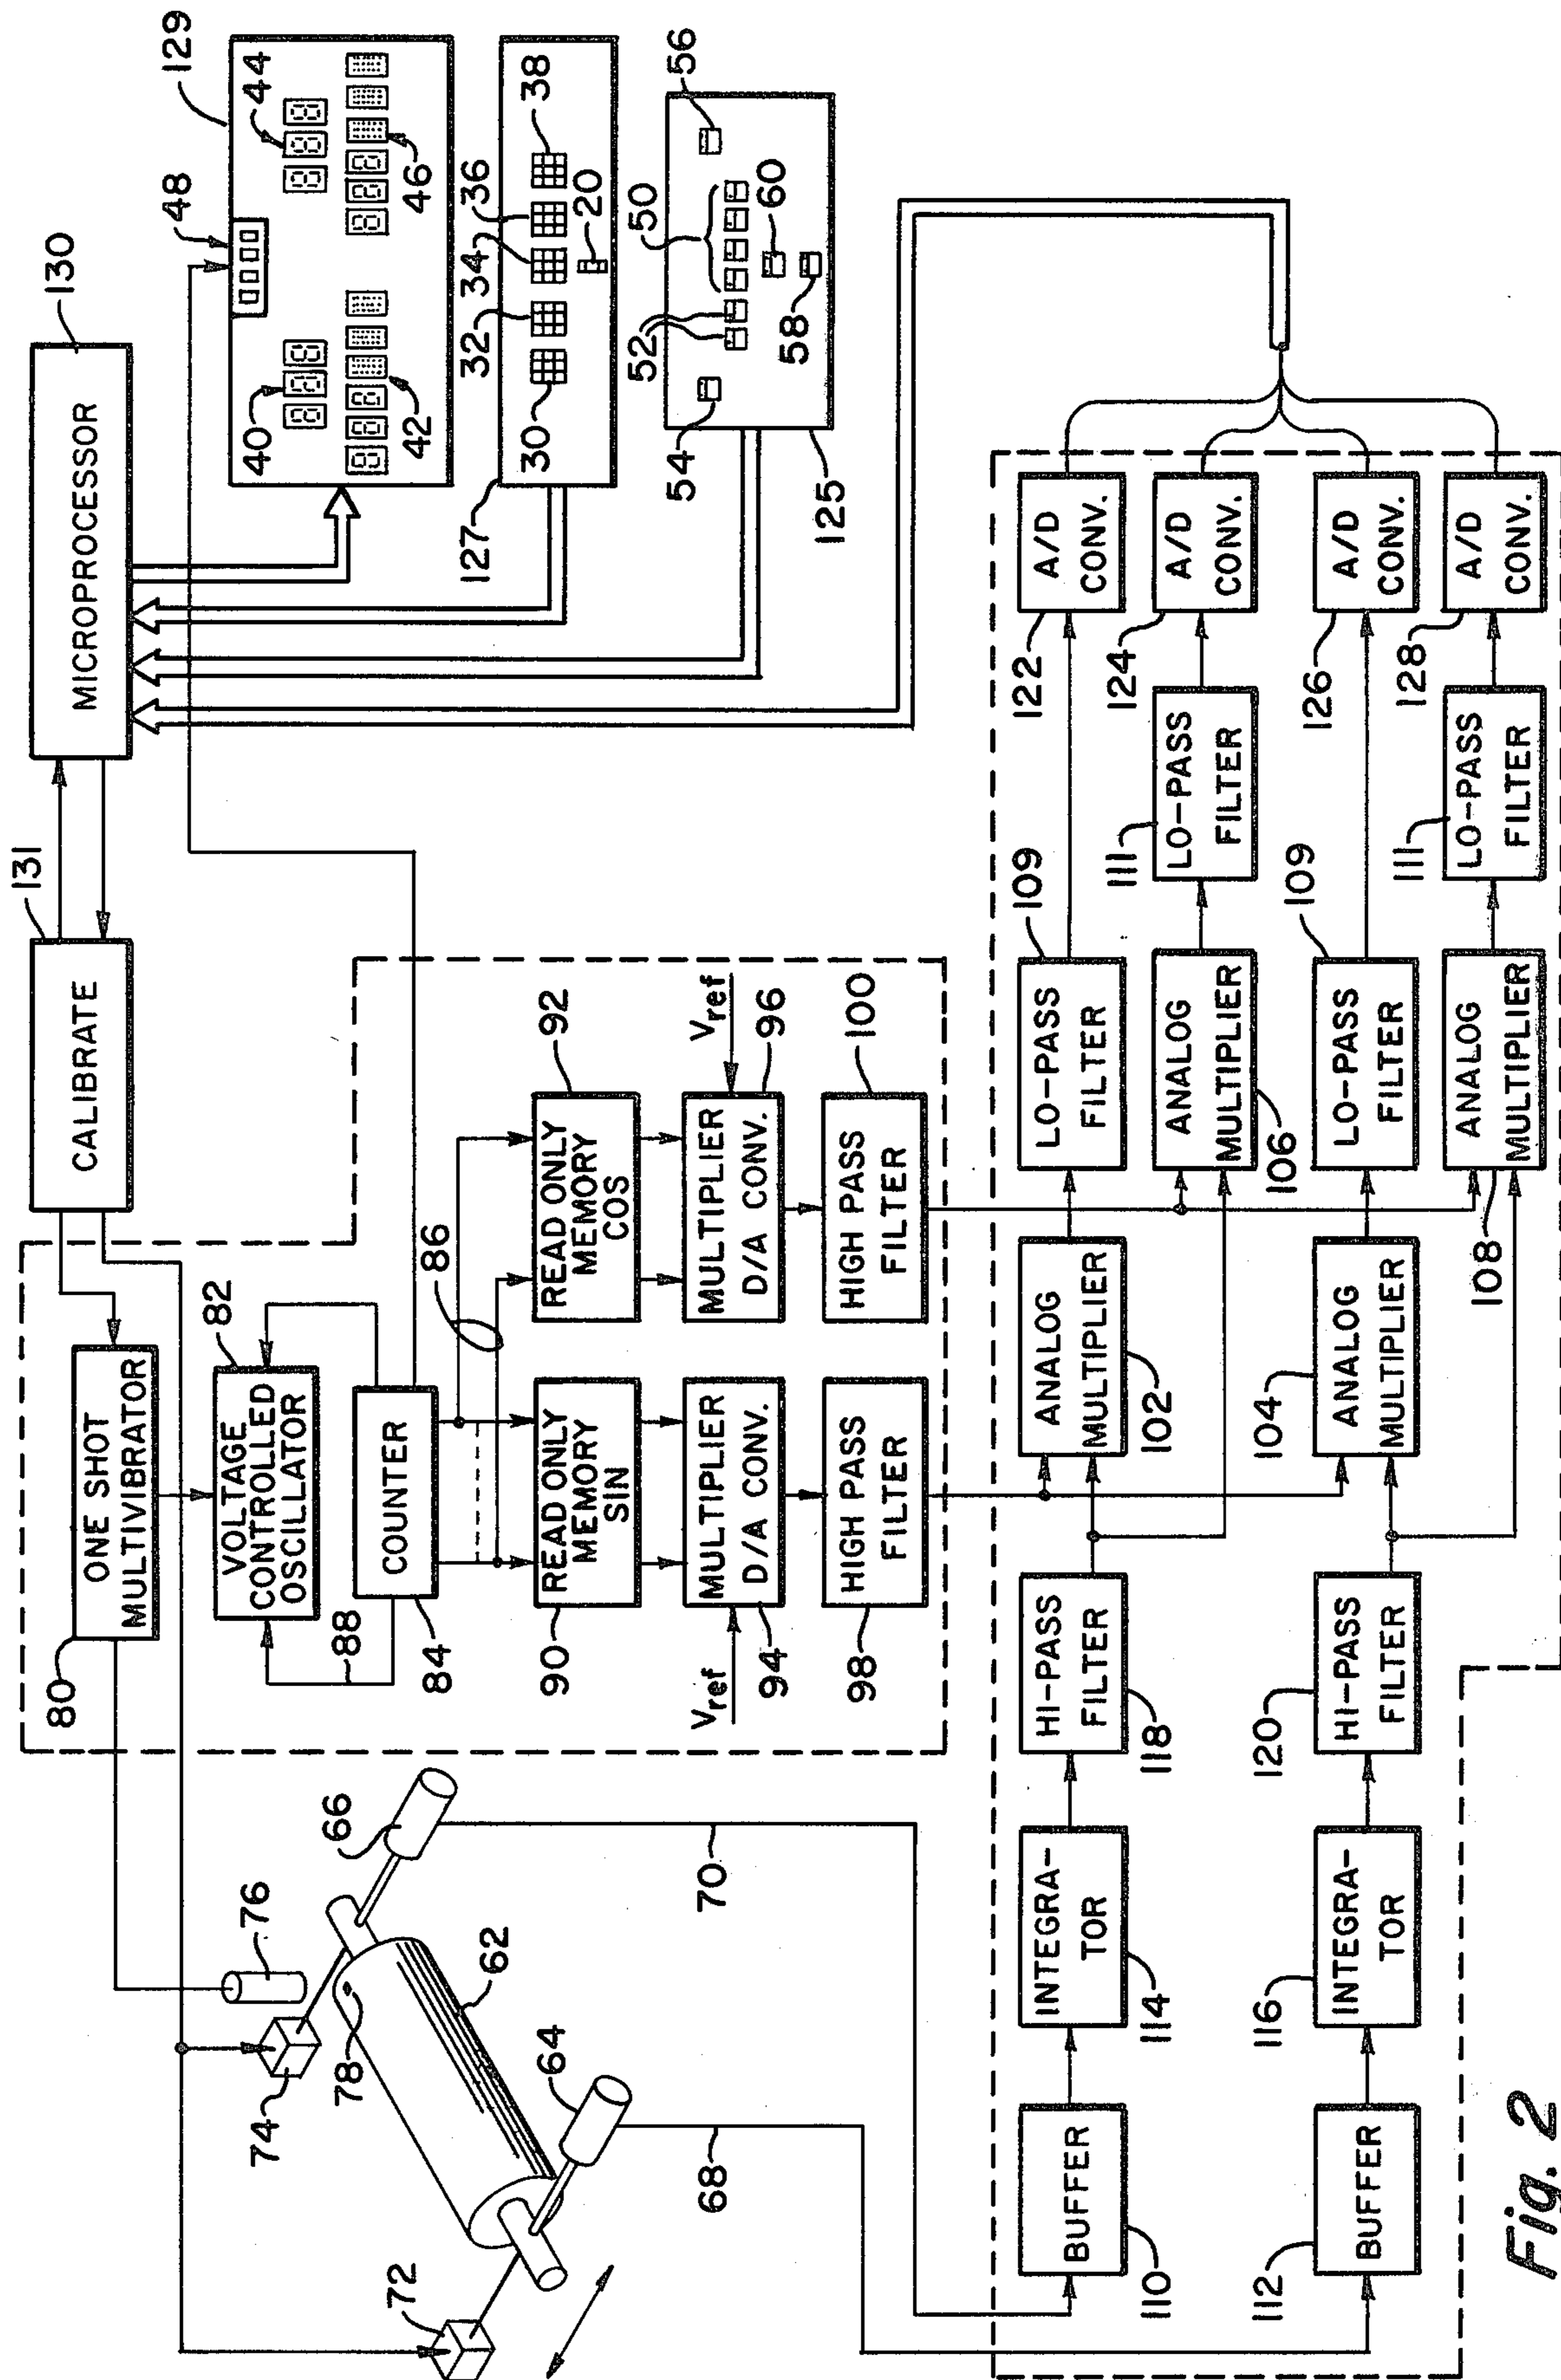 130
MICROPROCESSOR
131
CALIBRATE
129
48
44
40
42
46
127
30
32
34
36
38
20
56
52
50
60
54
58
125
80
ONE SHOT
MULTIVIBRATOR
82
VOLTAGE
CONTROLLED
OSCILLATOR
88
84
COUNTER
86
90
READ ONLY
MEMORY
SIN
92
READ ONLY
MEMORY
COS
Vref
94
MULTIPLIER
D/A CONV.
Vref
96
MULTIPLIER
D/A CONV.
98
HIGH PASS
FILTER
100
HIGH PASS
FILTER
72
74
76
78
62
64
66
68
70
110
BUFFER
114
INTEGRA-
TOR
118
HI-PASS
FILTER
102
ANALOG
MULTIPLIER
109
LO-PASS
FILTER
122
A/D
CONV.
106
ANALOG
MULTIPLIER
111
LO-PASS
FILTER
124
A/D
CONV.
112
BUFFER
116
INTEGRA-
TOR
120
HI-PASS
FILTER
104
ANALOG
MULTIPLIER
109
LO-PASS
FILTER
126
A/D
CONV.
108
ANALOG
MULTIPLIER
111
LO-PASS
FILTER
128
A/D
CONV.
Fig. 2